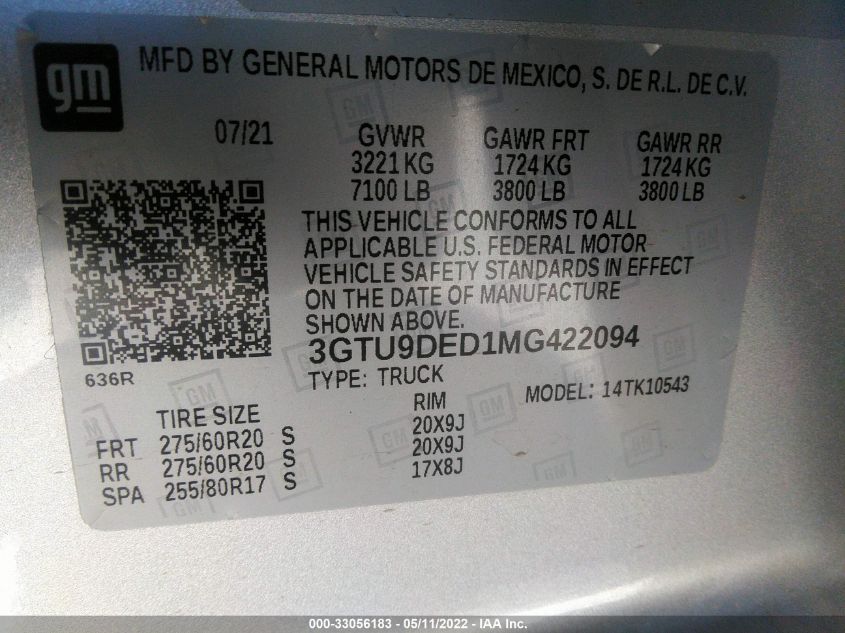 gm
MFD BY GENERAL MOTORS DE MEXICO, S. DE R.L. DE C.V.
07/21 GVWR GAWR FRT GAWR RR
3221 KG 1724 KG 1724 KG
7100 LB 3800 LB 3800 LB
THIS VEHICLE CONFORMS TO ALL
APPLICABLE U.S. FEDERAL MOTOR
VEHICLE SAFETY STANDARDS IN EFFECT
ON THE DATE OF MANUFACTURE
SHOWN ABOVE.
3GTU9DED1MG422094
636R
TYPE: TRUCK MODEL: 14TK10543
TIRE SIZE RIM
FRT 275/60R20 S 20X9J
RR 275/60R20 S 20X9J
SPA 255/80R17 S 17X8J
000-33056183 - 05/11/2022 - IAA Inc.